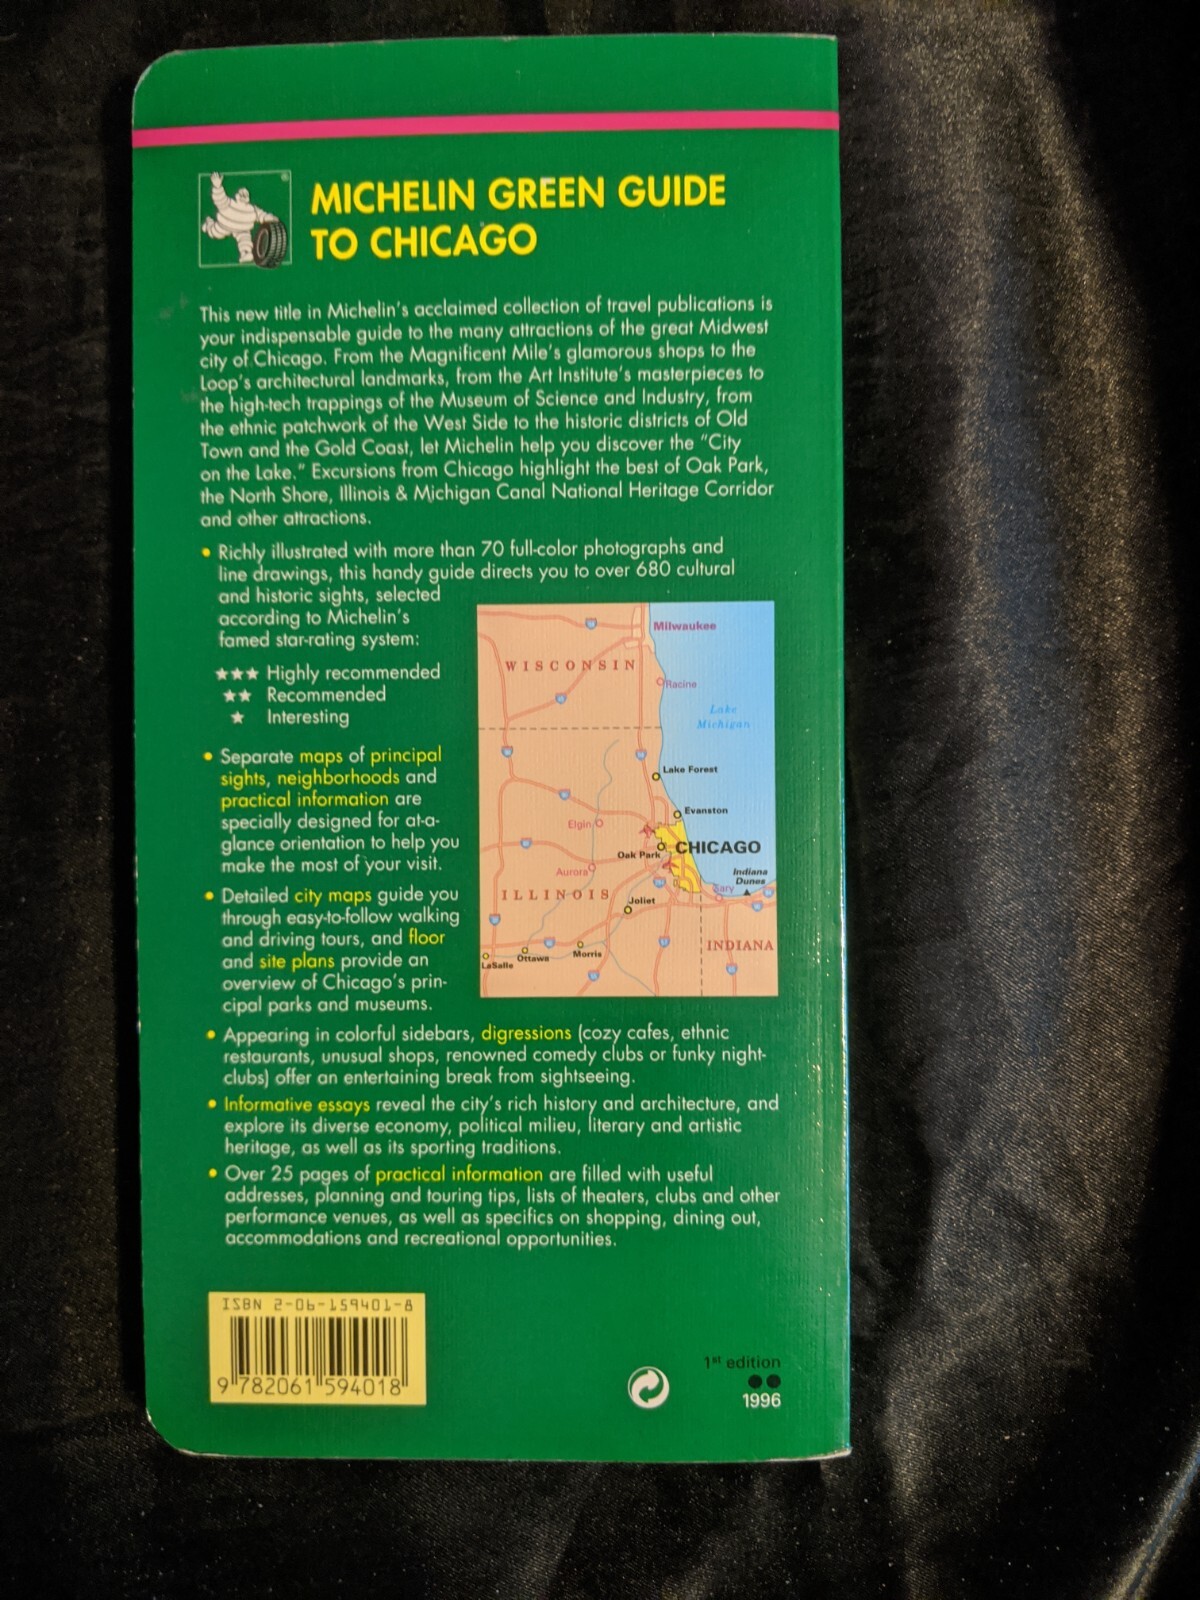 MICHELIN GREEN GUIDE
TO CHICAGO
This new title in Michelin's acclaimed collection of travel publications is
your indispensable guide to the many attractions of the great Midwest
city of Chicago. From the Magnificent Mile's glamorous shops to the
Loop's architectural landmarks, from the Art Institute's masterpieces to
the high-tech trappings of the Museum of Science and Industry, from
the ethnic patchwork of the West Side to the historic districts of Old
Town and the Gold Coast, let Michelin help you discover the "City
on the Lake." Excursions from Chicago highlight the best of Oak Park,
the North Shore, Illinois & Michigan Canal National Heritage Corridor
and other attractions.
• Richly illustrated with more than 70 full-color photographs and
line drawings, this handy guide directs you to over 680 cultural
and historic sights, selected
according to Michelin's
famed star-rating system:
★★★ Highly recommended
★★ Recommended
★ Interesting
• Separate maps of principal
sights, neighborhoods and
practical information are
specially designed for at-a-
glance orientation to help you
make the most of your visit.
• Detailed city maps guide you
through easy-to-follow walking
and driving tours, and floor
and site plans provide an
overview of Chicago's prin-
cipal parks and museums.
Milwaukee
WISCONSIN
Racine
Lake
Michigan
Lake Forest
Evanston
Elgin
CHICAGO
Oak Park
Aurora
Indiana
Dunes
Gary
ILLINOIS
Joliet
INDIANA
Morris
Ottawa
LaSalle
• Appearing in colorful sidebars, digressions (cozy cafes, ethnic
restaurants, unusual shops, renowned comedy clubs or funky night-
clubs) offer an entertaining break from sightseeing.
• Informative essays reveal the city's rich history and architecture, and
explore its diverse economy, political milieu, literary and artistic
heritage, as well as its sporting traditions.
• Over 25 pages of practical information are filled with useful
addresses, planning and touring tips, lists of theaters, clubs and other
performance venues, as well as specifics on shopping, dining out,
accommodations and recreational opportunities.
ISBN 2-06-159401-8
9 782061 594018
1st edition
1996